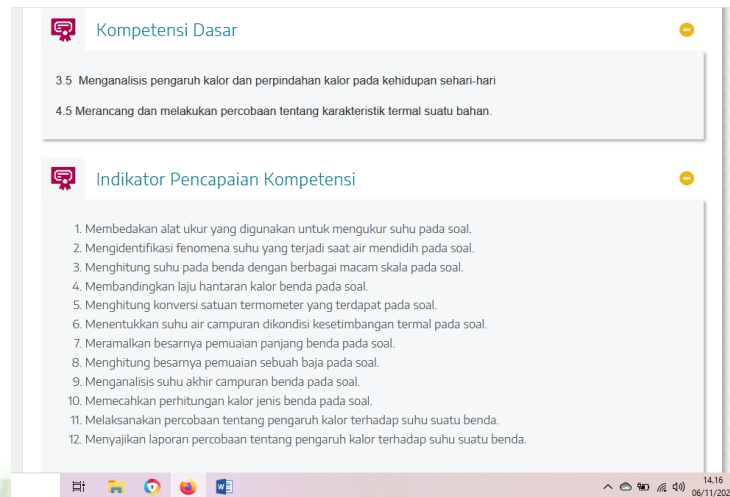 Kompetensi Dasar
3.5 Menganalisis pengaruh kalor dan perpindahan kalor pada kehidupan sehari-hari
4.5 Merancang dan melakukan percobaan tentang karakteristik termal suatu bahan.
Indikator Pencapaian Kompetensi
1. Membedakan alat ukur yang digunakan untuk mengukur suhu pada soal.
2. Mengidentifikasi fenomena suhu yang terjadi saat air mendidih pada soal.
3. Menghitung suhu pada benda dengan berbagai macam skala pada soal.
4. Membandingkan laju hantaran kalor benda pada soal.
5. Menghitung konversi satuan termometer yang terdapat pada soal.
6. Menentukkan suhu air campuran dikondisi kesetimbangan termal pada soal.
7. Meramalkan besarnya pemuaian panjang benda pada soal.
8. Menghitung besarnya pemuaian sebuah baja pada soal.
9. Menganalisis suhu akhir campuran benda pada soal.
10. Memecahkan perhitungan kalor jenis benda pada soal.
11. Melaksanakan percobaan tentang pengaruh kalor terhadap suhu suatu benda.
12. Menyajikan laporan percobaan tentang pengaruh kalor terhadap suhu suatu benda.
14.16
06/11/202